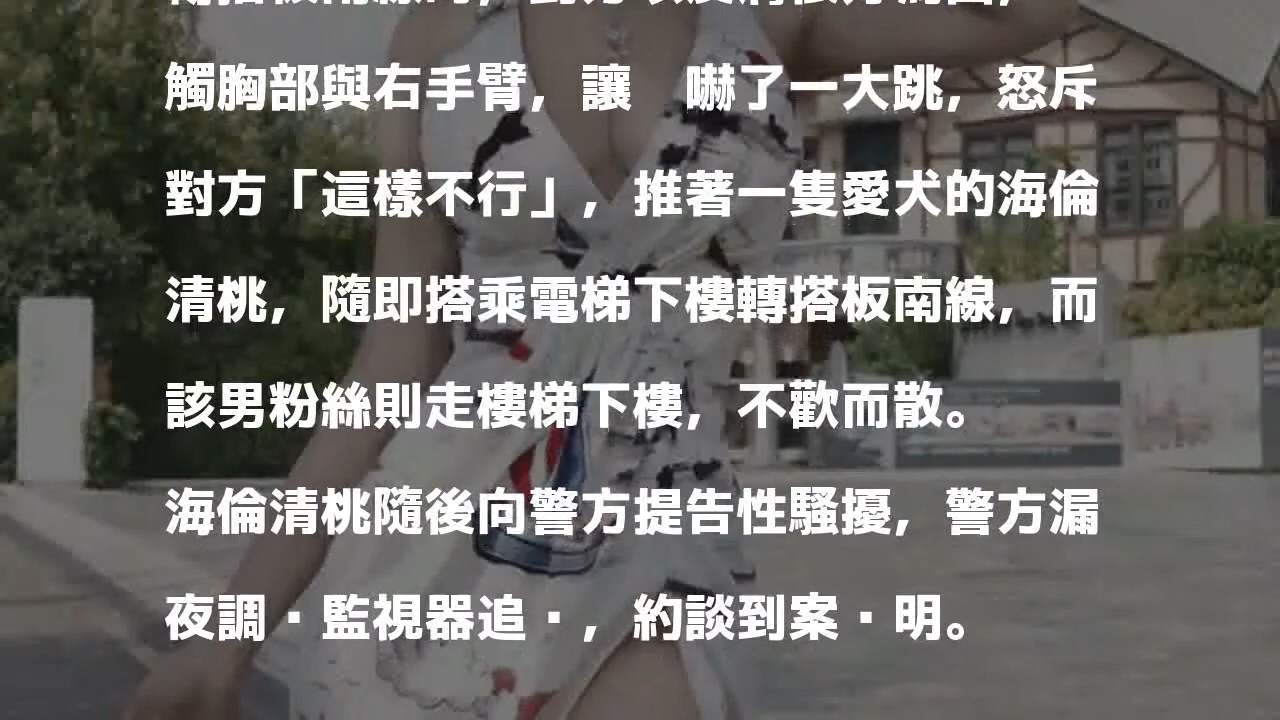 觸胸部與右手臂，讓　嚇了一大跳，怒斥
對方「這樣不行」，推著一隻愛犬的海倫
清桃，隨即搭乘電梯下樓轉搭板南線，而
該男粉絲則走樓梯下樓，不歡而散。
海倫清桃隨後向警方提告性騷擾，警方漏
夜調▪監視器追▪，約談到案▪明。